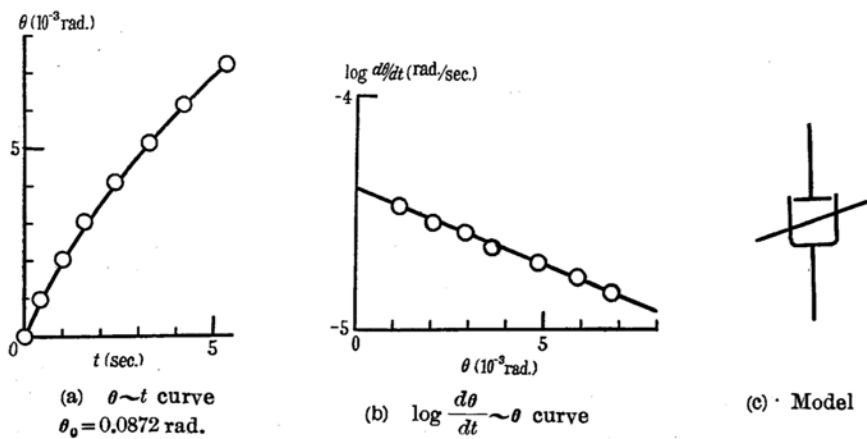 θ (10⁻³ rad.)
5
0
5
t (sec.)
(a) θ~t curve
θ₀=0.0872 rad.
log dθ/dt (rad/sec.)
-4
-5
0
5
θ (10⁻³ rad.)
(b) log dθ/dt ~θ curve
(c) · Model